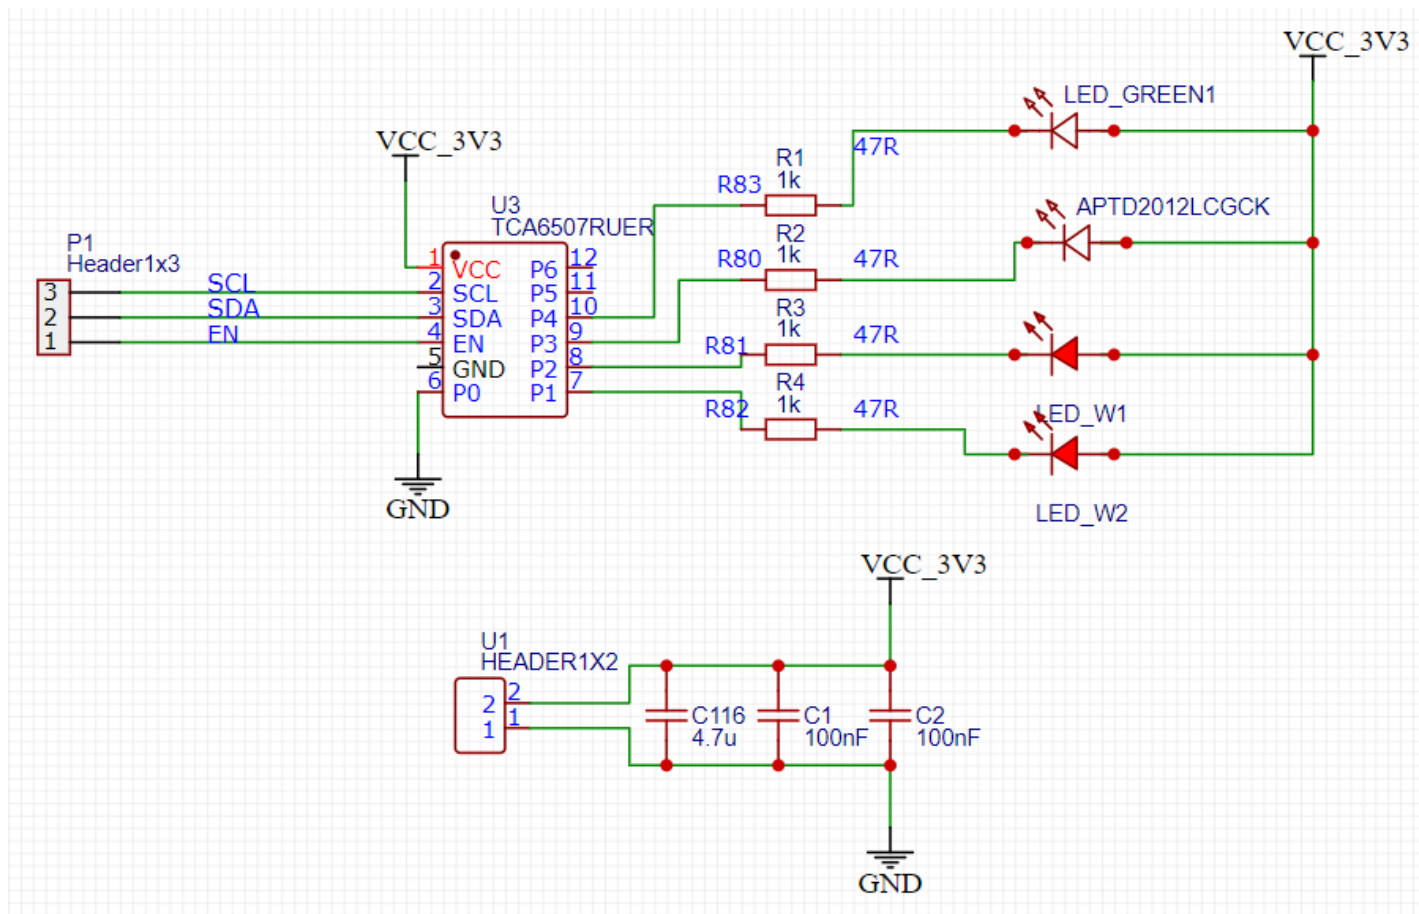 VCC_3V3
LED_GREEN1
VCC_3V3
47R
R1
1k
R83
U3
TCA6507RUER
APTD2012LCGCK
P1
Header1x3
R2
1k
R80
47R
1
VCC
P6
12
3
SCL
2
SCL
P5
11
2
SDA
3
SDA
P4
10
R3
1k
1
EN
4
EN
P3
9
R81
47R
5
GND
P2
8
6
P0
P1
7
R4
1k
R82
47R
LED_W1
GND
LED_W2
VCC_3V3
U1
HEADER1X2
2
2
1
1
C116
4.7u
C1
100nF
C2
100nF
GND